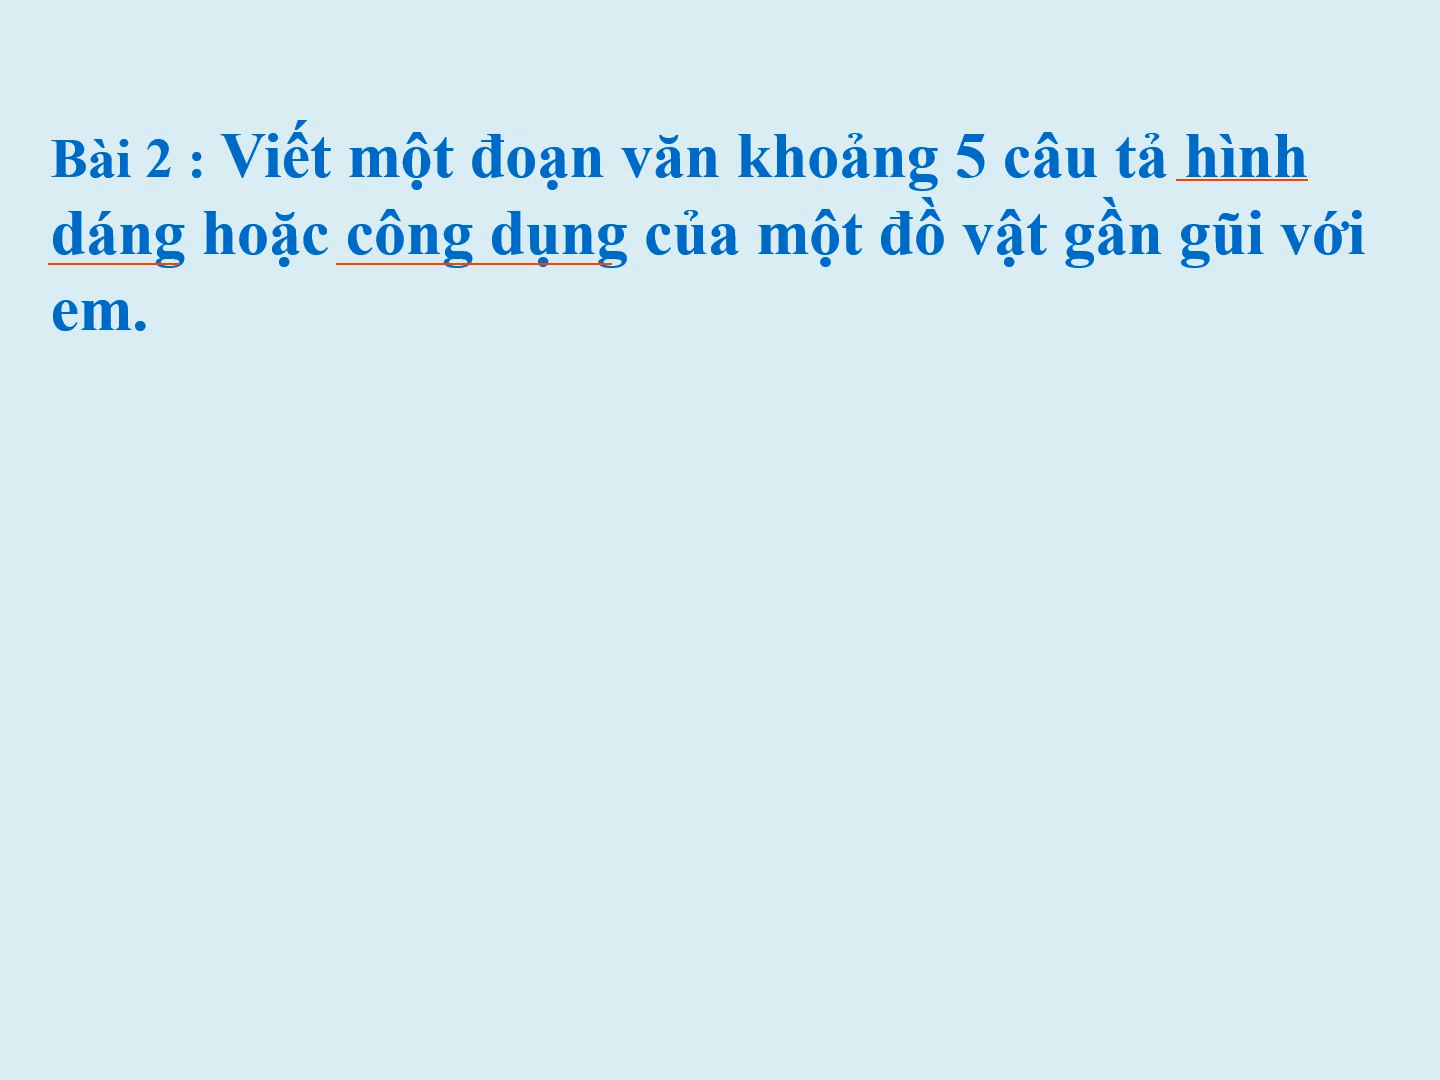 Bài 2 : Viết một đoạn văn khoảng 5 câu tả hình
dáng hoặc công dụng của một đồ vật gần gũi với
em.